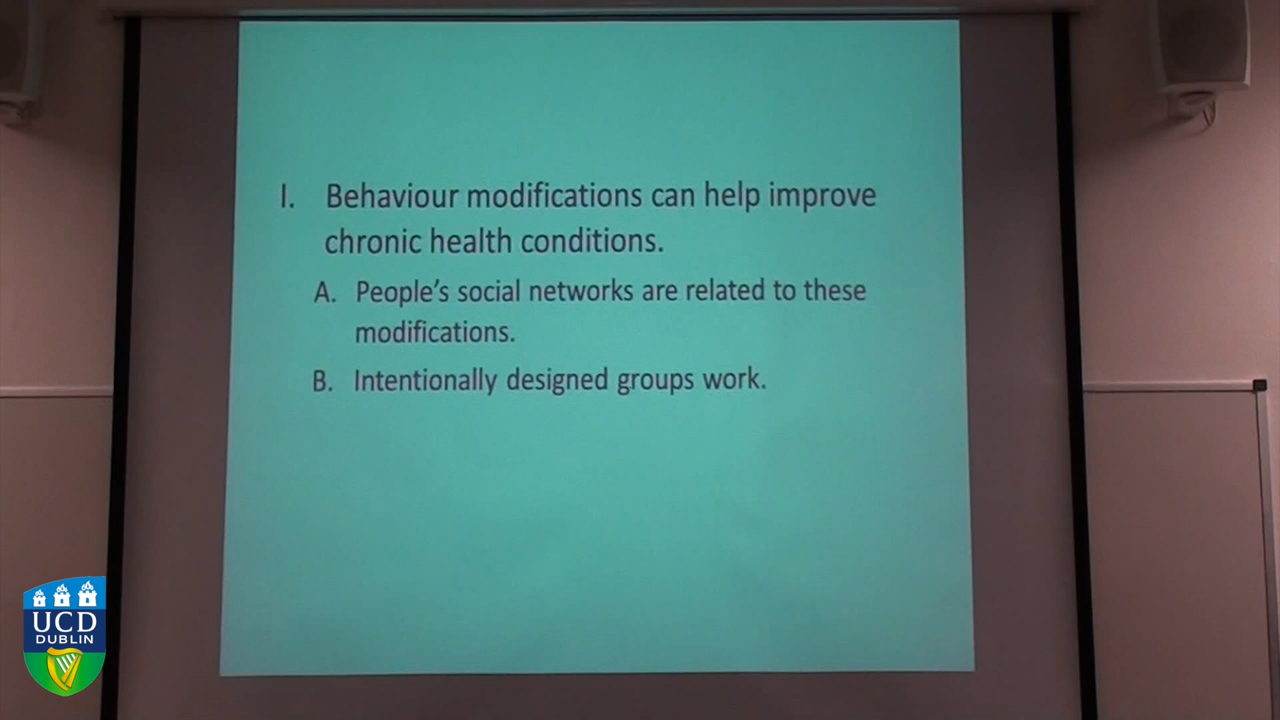 I. Behaviour modifications can help improve
chronic health conditions.
A. People's social networks are related to these
modifications.
B. Intentionally designed groups work.
UCD
DUBLIN